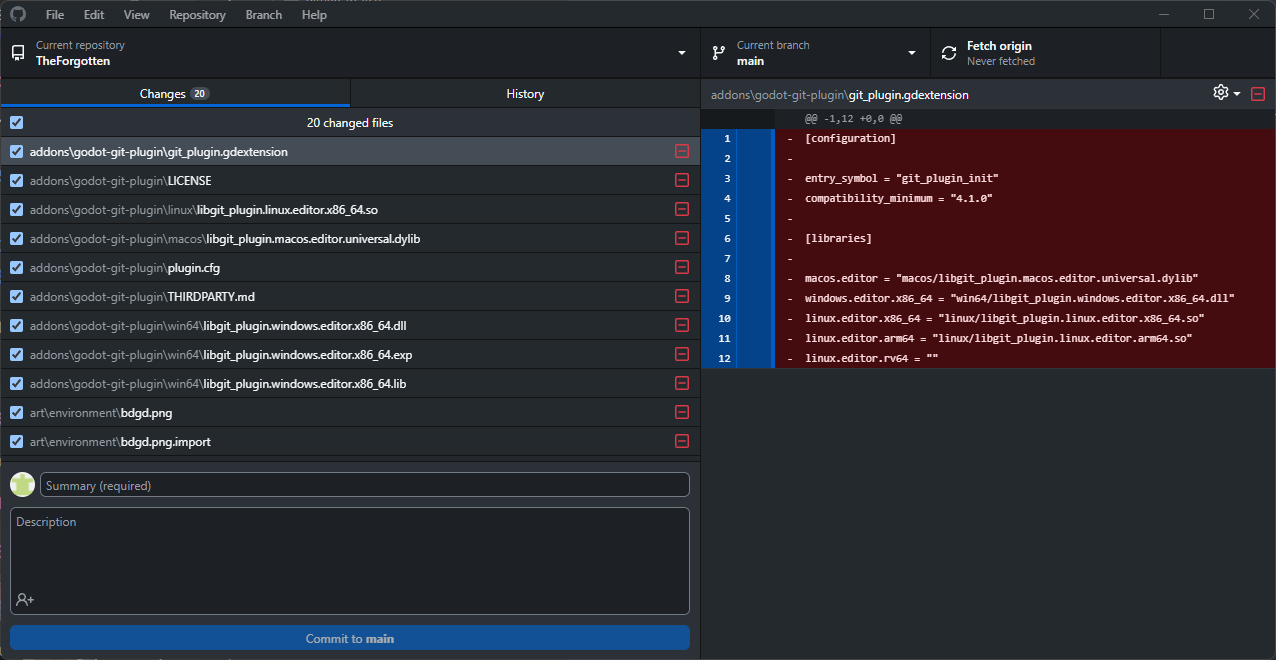 File Edit View Repository Branch Help
Current repository
TheForgotten
Current branch
main
Fetch origin
Never fetched
Changes 20
History
20 changed files
addons\godot-git-plugin\git_plugin.gdextension
addons\godot-git-plugin\LICENSE
addons\godot-git-plugin\linux\libgit_plugin.linux.editor.x86_64.so
addons\godot-git-plugin\macos\libgit_plugin.macos.editor.universal.dylib
addons\godot-git-plugin\plugin.cfg
addons\godot-git-plugin\THIRDPARTY.md
addons\godot-git-plugin\win64\libgit_plugin.windows.editor.x86_64.dll
addons\godot-git-plugin\win64\libgit_plugin.windows.editor.x86_64.exp
addons\godot-git-plugin\win64\libgit_plugin.windows.editor.x86_64.lib
art\environment\bdgd.png
art\environment\bdgd.png.import
Summary (required)
Description
Commit to main
addons\godot-git-plugin\git_plugin.gdextension
@@ -1,12 +0,0 @@
1 - [configuration]
2 -
3 - entry_symbol = "git_plugin_init"
4 - compatibility_minimum = "4.1.0"
5 -
6 - [libraries]
7 -
8 - macos.editor = "macos/libgit_plugin.macos.editor.universal.dylib"
9 - windows.editor.x86_64 = "win64/libgit_plugin.windows.editor.x86_64.dll"
10 - linux.editor.x86_64 = "linux/libgit_plugin.linux.editor.x86_64.so"
11 - linux.editor.arm64 = "linux/libgit_plugin.linux.editor.arm64.so"
12 - linux.editor.rv64 = ""